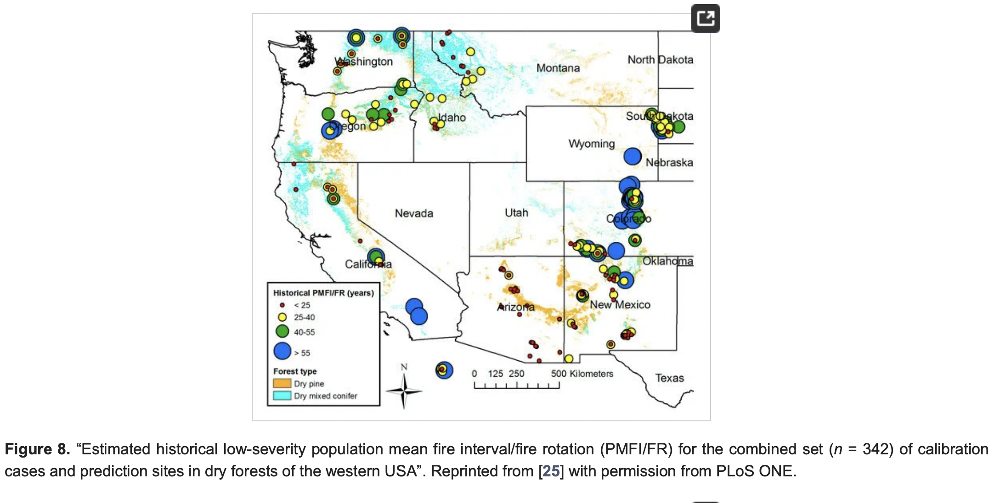 Washington
Montana
North Dakota
Oregon
Idaho
South Dakota
Wyoming
Nebraska
Nevada
Utah
Colorado
California
Oklahoma
Arizona
New Mexico
Texas
Historical PMFI/FR (years)
< 25
25-40
40-55
> 55
Forest type
Dry pine
Dry mixed conifer
N
0 125 250 500 Kilometers
Figure 8. “Estimated historical low-severity population mean fire interval/fire rotation (PMFI/FR) for the combined set (n = 342) of calibration
cases and prediction sites in dry forests of the western USA”. Reprinted from [25] with permission from PLoS ONE.